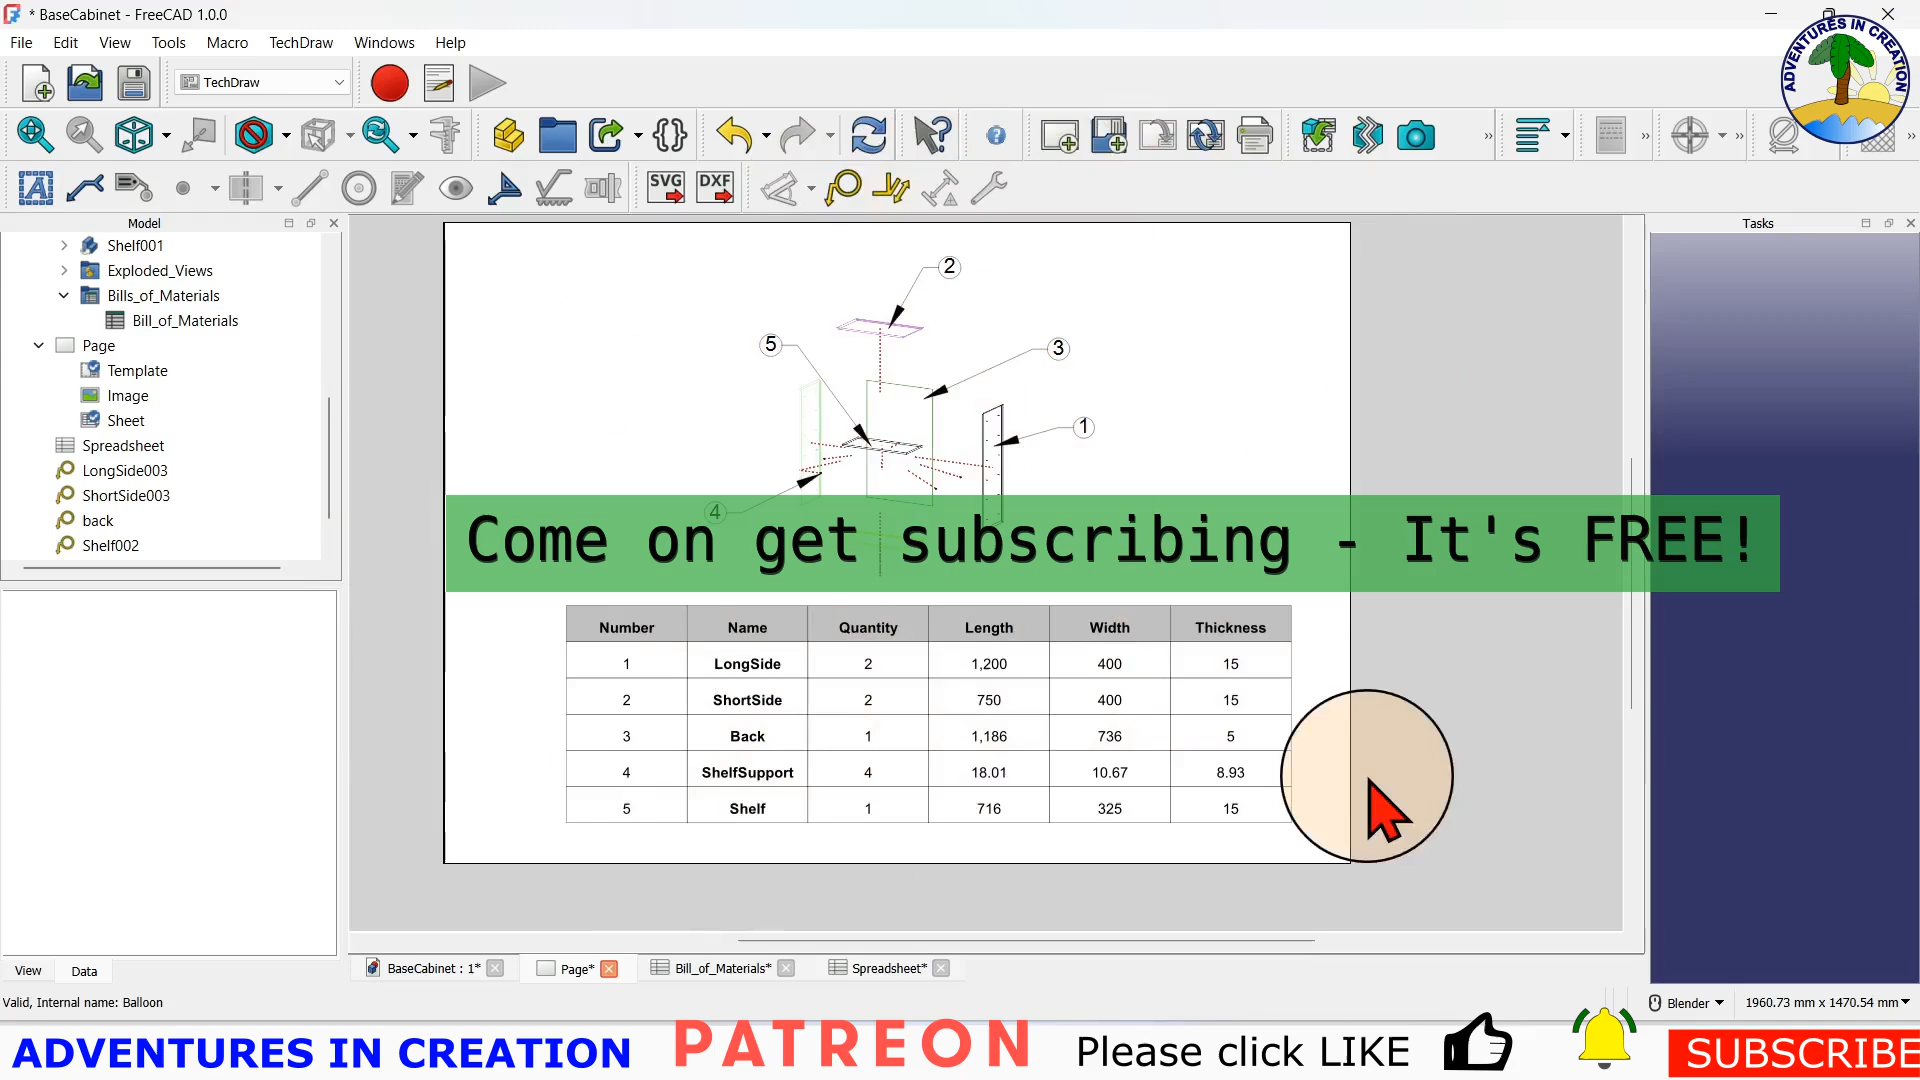 * BaseCabinet - FreeCAD 1.0.0
File Edit View Tools Macro TechDraw Windows Help
ADVENTURES IN CREATION
TechDraw
SVG DXF
Model
Tasks
Shelf001
Exploded_Views
Bills_of_Materials
Bill_of_Materials
Page
Template
Image
Sheet
Spreadsheet
LongSide003
ShortSide003
back
Shelf002
2
5
3
1
4
Come on get subscribing - It's FREE!
Number Name Quantity Length Width Thickness
1 LongSide 2 1,200 400 15
2 ShortSide 2 750 400 15
3 Back 1 1,186 736 5
4 ShelfSupport 4 18.01 10.67 8.93
5 Shelf 1 716 325 15
View Data
BaseCabinet : 1* Page* Bill_of_Materials* Spreadsheet*
Valid, Internal name: Balloon
Blender 1960.73 mm x 1470.54 mm
ADVENTURES IN CREATION PATREON Please click LIKE SUBSCRIBE